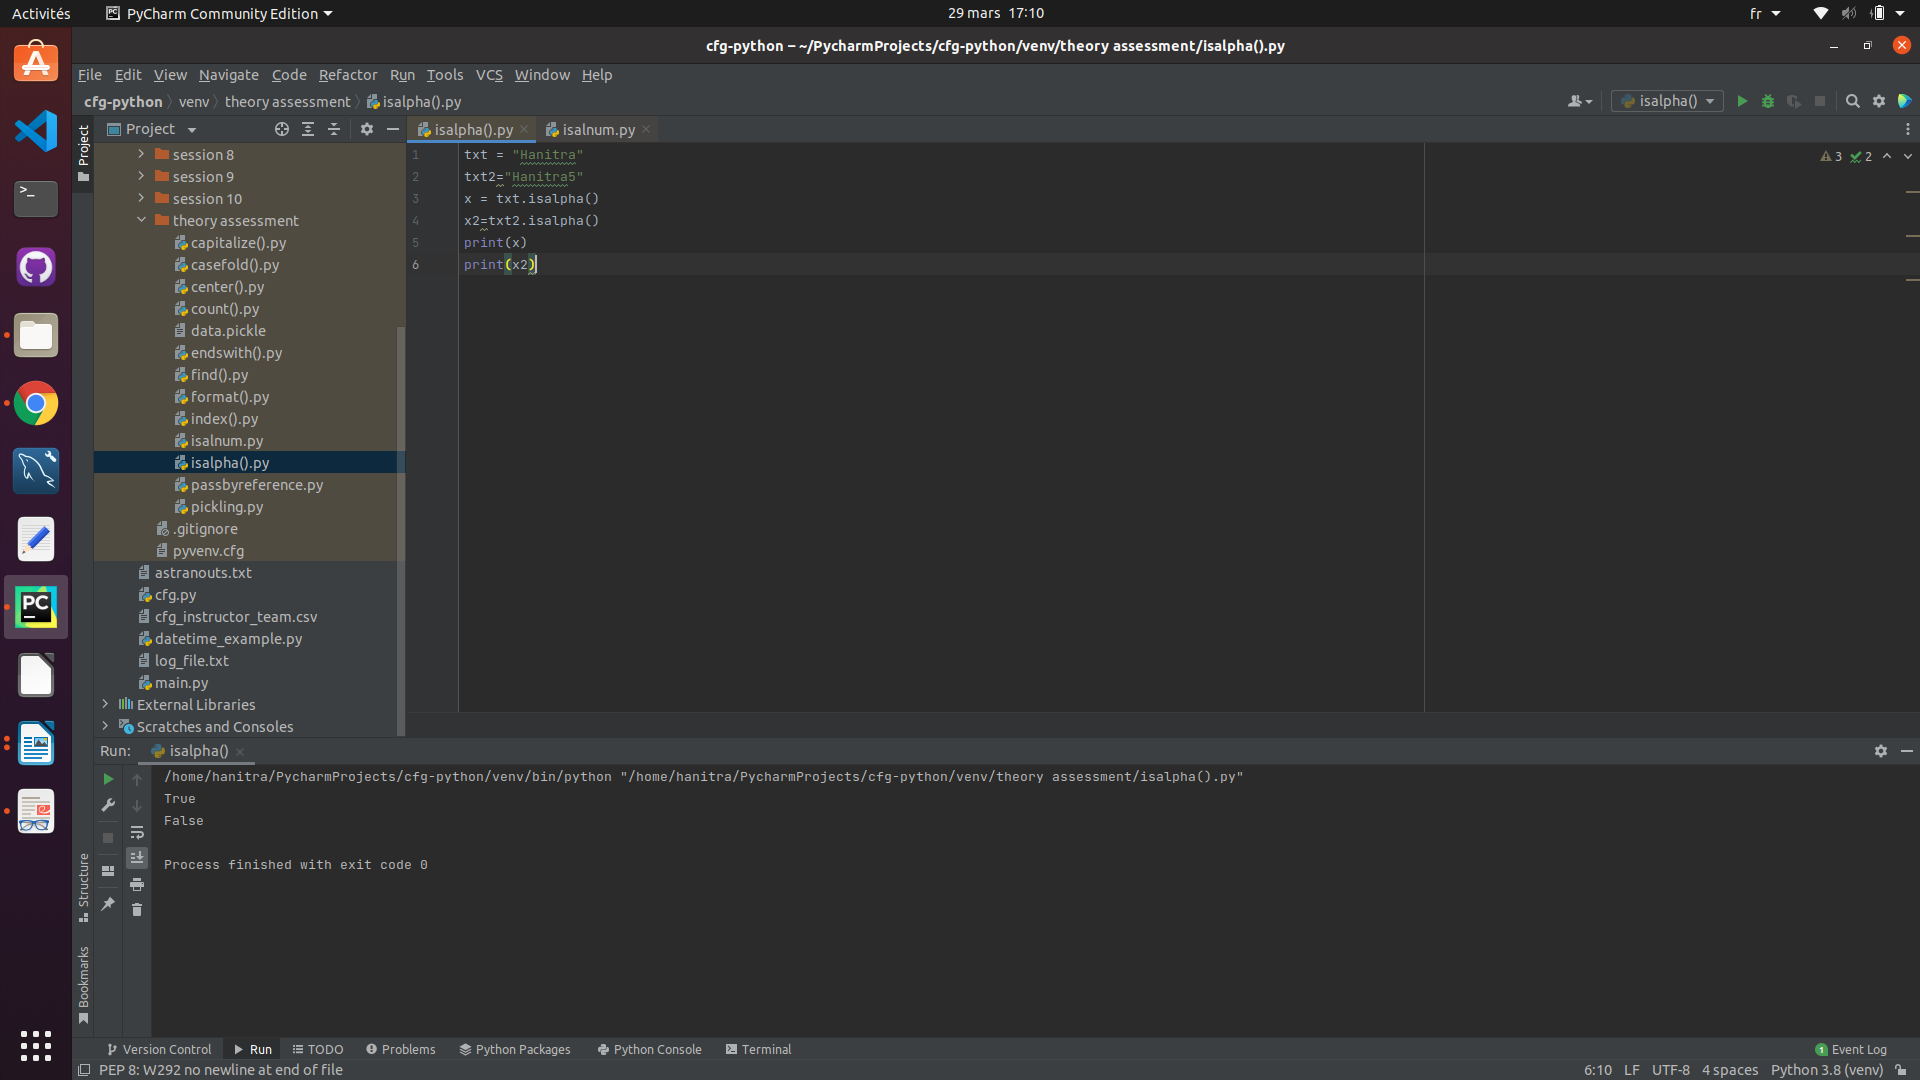 Activités
PyCharm Community Edition
29 mars 17:10
fr
cfg-python – ~/PycharmProjects/cfg-python/venv/theory assessment/isalpha().py
File Edit View Navigate Code Refactor Run Tools VCS Window Help
cfg-python venv theory assessment isalpha().py
isalpha()
Project
Project
isalpha().py
isalnum.py
session 8
session 9
session 10
theory assessment
capitalize().py
casefold().py
center().py
count().py
data.pickle
endswith().py
find().py
format().py
index().py
isalnum.py
isalpha().py
passbyreference.py
pickling.py
.gitignore
pyvenv.cfg
astranouts.txt
cfg.py
cfg_instructor_team.csv
datetime_example.py
log_file.txt
main.py
External Libraries
Scratches and Consoles
1 txt = "Hanitra"
2 txt2="Hanitra5"
3 x = txt.isalpha()
4 x2=txt2.isalpha()
5 print(x)
6 print(x2)
3 2
Run: isalpha()
/home/hanitra/PycharmProjects/cfg-python/venv/bin/python "/home/hanitra/PycharmProjects/cfg-python/venv/theory assessment/isalpha().py"
True
False
Process finished with exit code 0
Structure
Bookmarks
Version Control Run TODO Problems Python Packages Python Console Terminal
1 Event Log
PEP 8: W292 no newline at end of file
6:10 LF UTF-8 4 spaces Python 3.8 (venv)
PC
PC
>_